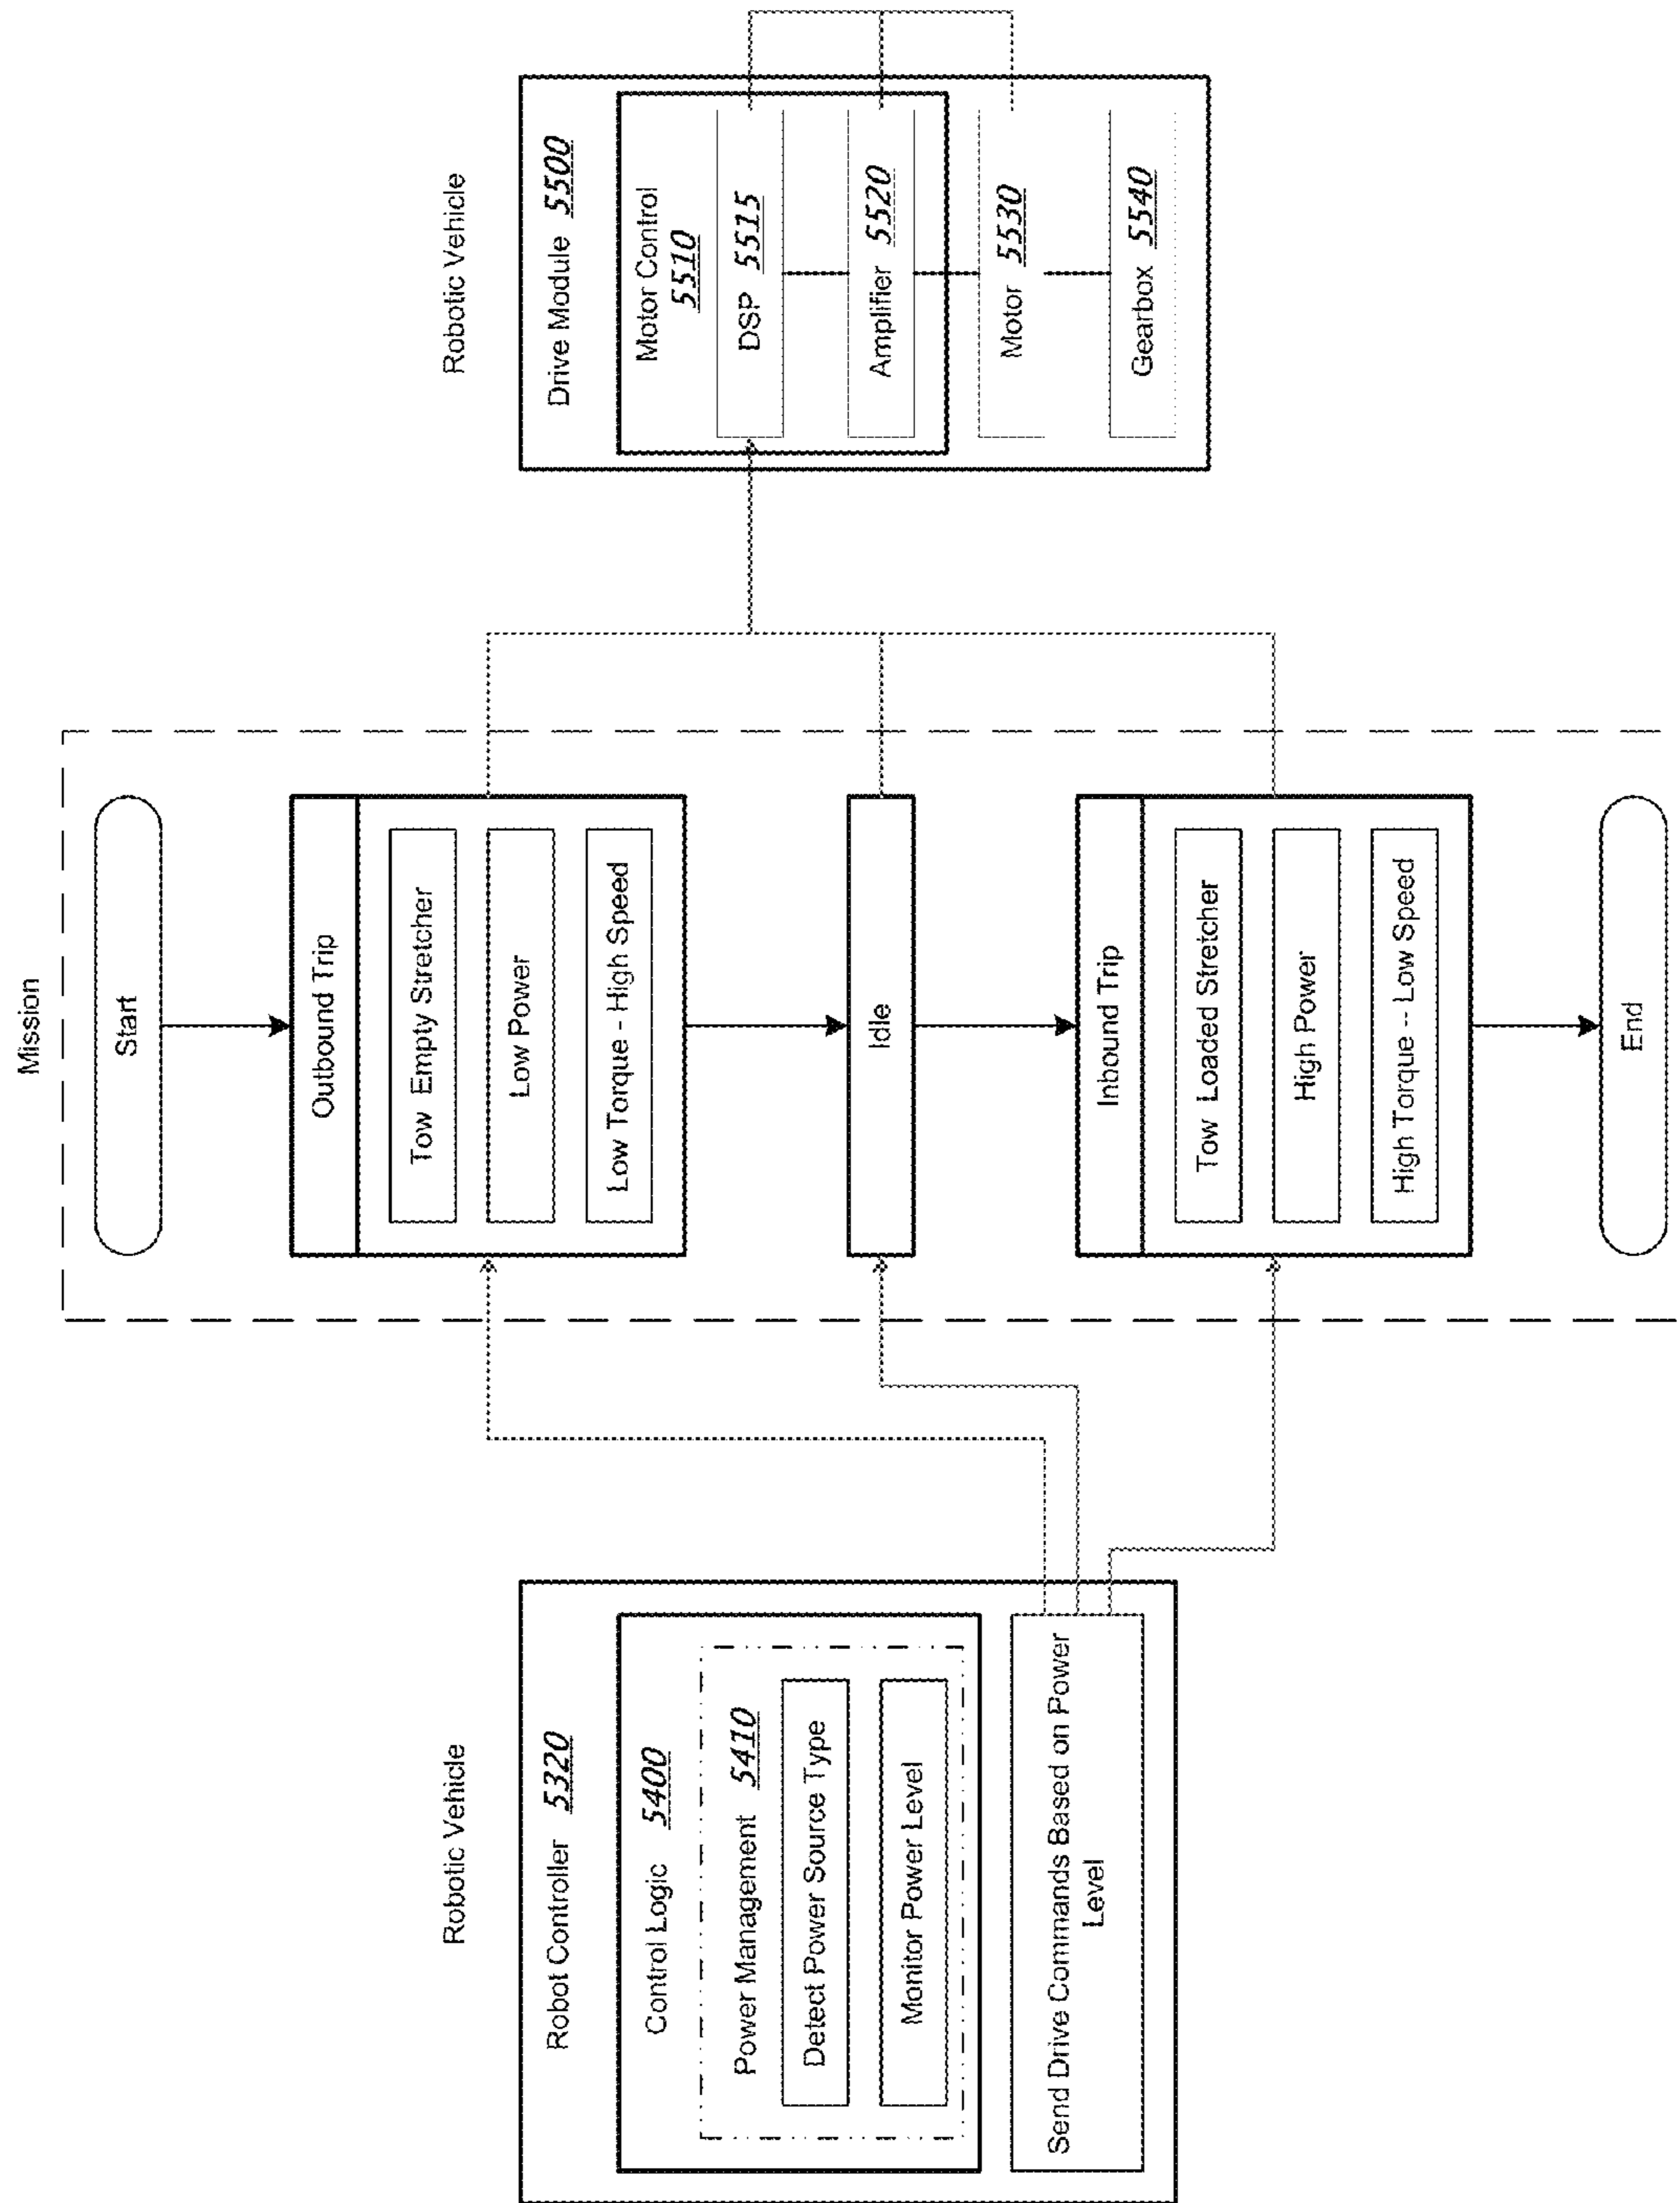 Robotic Vehicle
Robot Controller 5320
Control Logic 5400
Power Management 5410
Detect Power Source Type
Monitor Power Level
Send Drive Commands Based on Power
Level
Mission
Start
Outbound Trip
Tow Empty Stretcher
Low Power
Low Torque - High Speed
Idle
Inbound Trip
Tow Loaded Stretcher
High Power
High Torque -- Low Speed
End
Robotic Vehicle
Drive Module 5500
Motor Control
5510
DSP 5515
Amplifier 5520
Motor 5530
Gearbox 5540